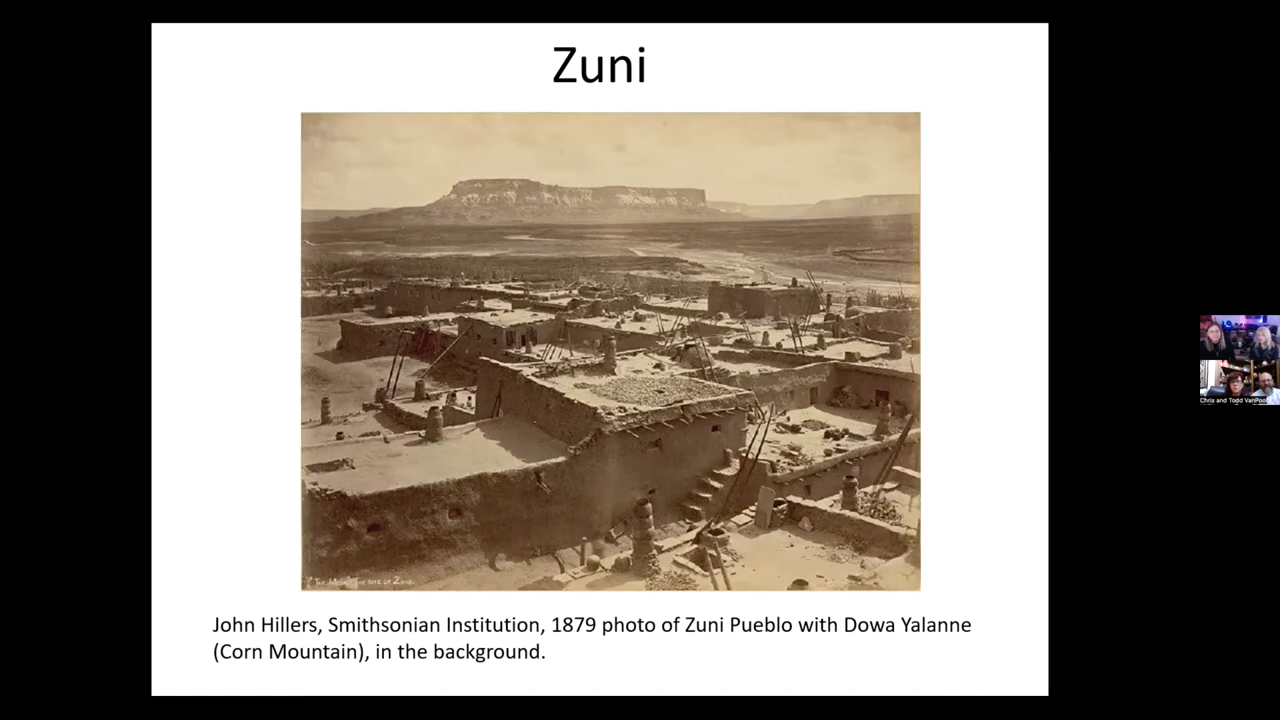 Zuni
John Hillers, Smithsonian Institution, 1879 photo of Zuni Pueblo with Dowa Yalanne
(Corn Mountain), in the background.
Chris and Todd VanPool